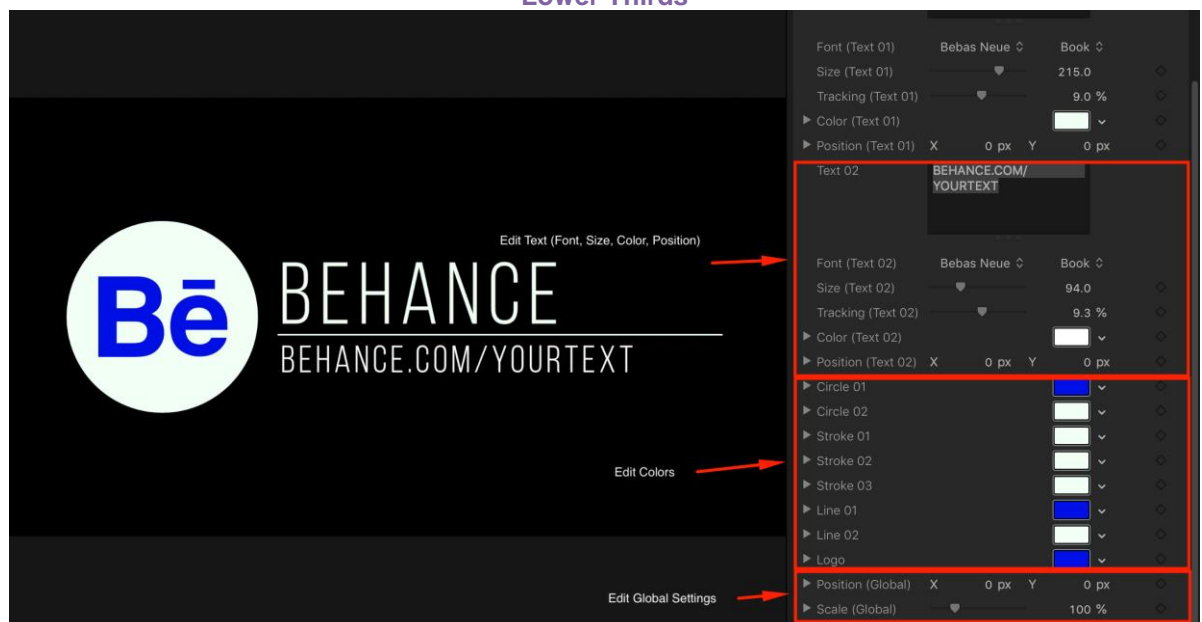 Lower Thirds
Font (Text 01) Bebas Neue Book
Size (Text 01) 215.0
Tracking (Text 01) 9.0 %
Color (Text 01)
Position (Text 01) X 0 px Y 0 px
Text 02 BEHANCE.COM/
YOURTEXT
Edit Text (Font, Size, Color, Position)
Bē
BEHANCE
BEHANCE.COM/YOURTEXT
Font (Text 02) Bebas Neue Book
Size (Text 02) 94.0
Tracking (Text 02) 9.3 %
Color (Text 02)
Position (Text 02) X 0 px Y 0 px
Circle 01
Circle 02
Stroke 01
Stroke 02
Stroke 03
Line 01
Line 02
Logo
Edit Colors
Position (Global) X 0 px Y 0 px
Scale (Global) 100 %
Edit Global Settings